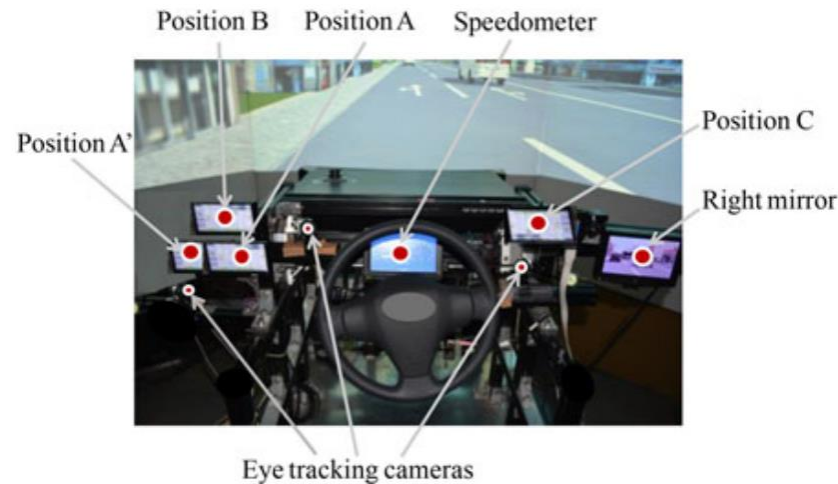 Position B
Position A
Speedometer
Position A'
Position C
Right mirror
Eye tracking cameras